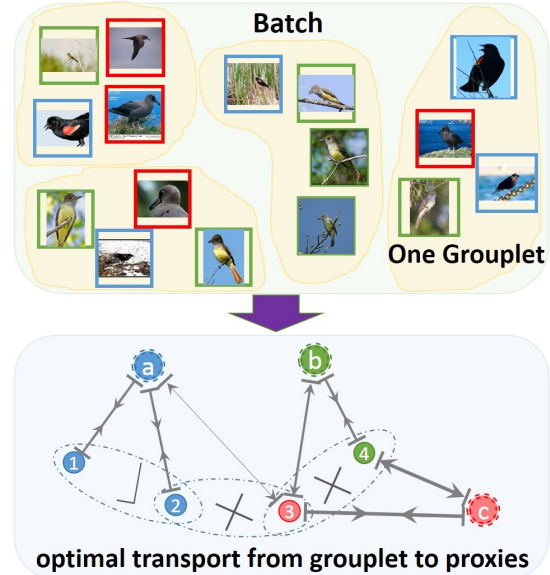 Batch
One Grouplet
a
b
1
2
3
4
c
optimal transport from grouplet to proxies